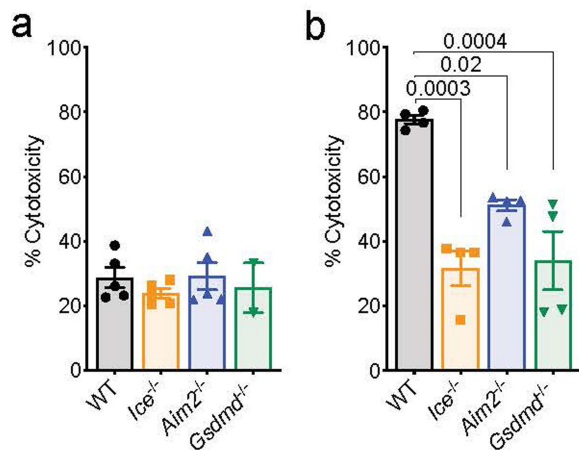 a
b
100
80
60
40
20
0
% Cytotoxicity
WT
Ice-/-
Aim2-/-
Gsdmd-/-
100
80
60
40
20
0
% Cytotoxicity
0.0004
0.02
0.0003
WT
Ice-/-
Aim2-/-
Gsdmd-/-